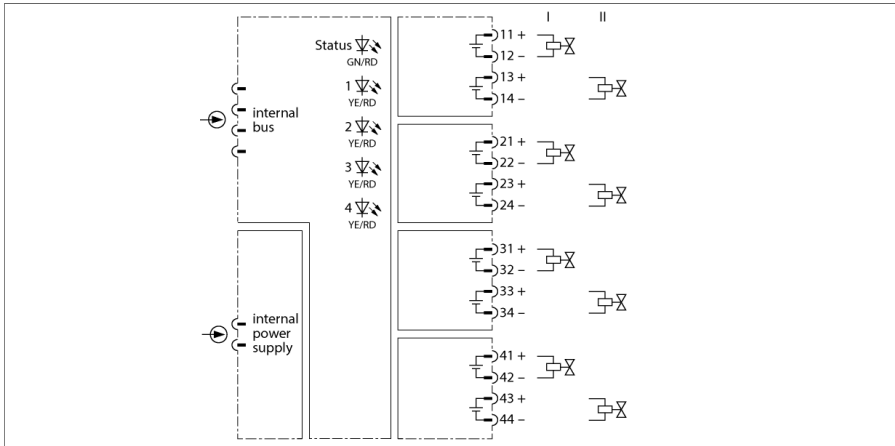 I II
Status
GN/RD
1
YE/RD
2
YE/RD
3
YE/RD
4
YE/RD
internal
bus
internal
power
supply
11 +
12 –
13 +
14 –
21 +
22 –
23 +
24 –
31 +
32 –
33 +
34 –
41 +
42 –
43 +
44 –